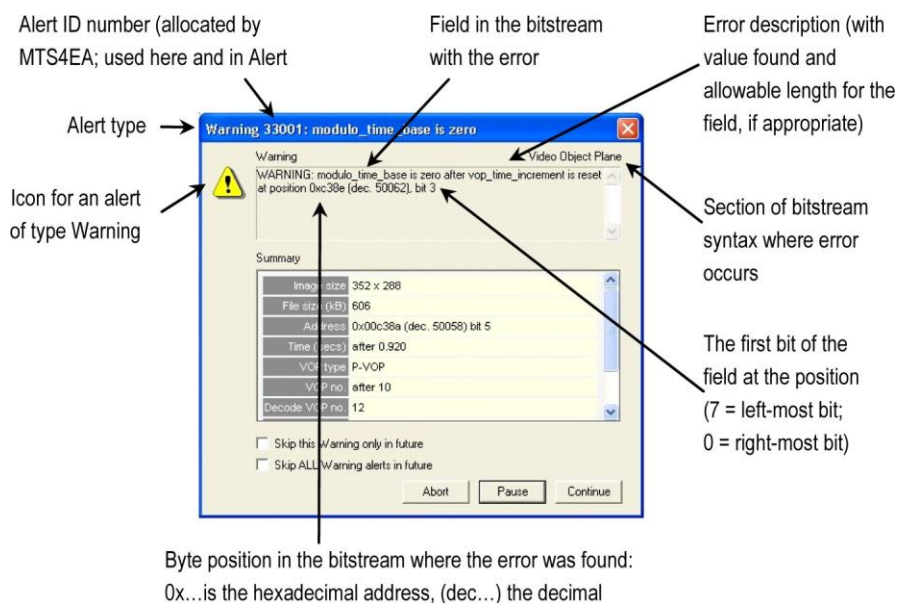 Alert ID number (allocated by
MTS4EA; used here and in Alert
Field in the bitstream
with the error
Error description (with
value found and
allowable length for the
field, if appropriate)
Alert type
Warning 33001: modulo_time_base is zero
Warning
Video Object Plane
WARNING: modulo_time_base is zero after vop_time_increment is reset
at position 0xc38e (dec. 50062), bit 3
Icon for an alert
of type Warning
Section of bitstream
syntax where error
occurs
Summary
Image size 352 x 288
File size (kB) 606
Address 0x00c38a (dec. 50058) bit 5
Time (secs) after 0.920
VOP type P-VOP
VOP no. after 10
Decode VOP no. 12
The first bit of the
field at the position
(7 = left-most bit;
0 = right-most bit)
Skip this Warning only in future
Skip ALL Warning alerts in future
Abort Pause Continue
Byte position in the bitstream where the error was found:
0x…is the hexadecimal address, (dec…) the decimal